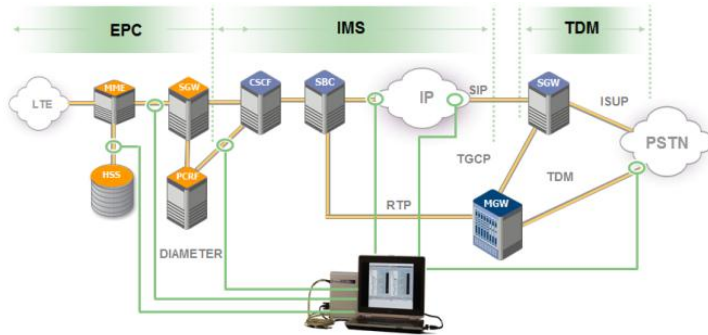 EPC IMS TDM
LTE MME SGW CSCF SBC IP SIP SGW ISUP
PSTN
TGCP
HSS PCRF MGW TDM
RTP
DIAMETER